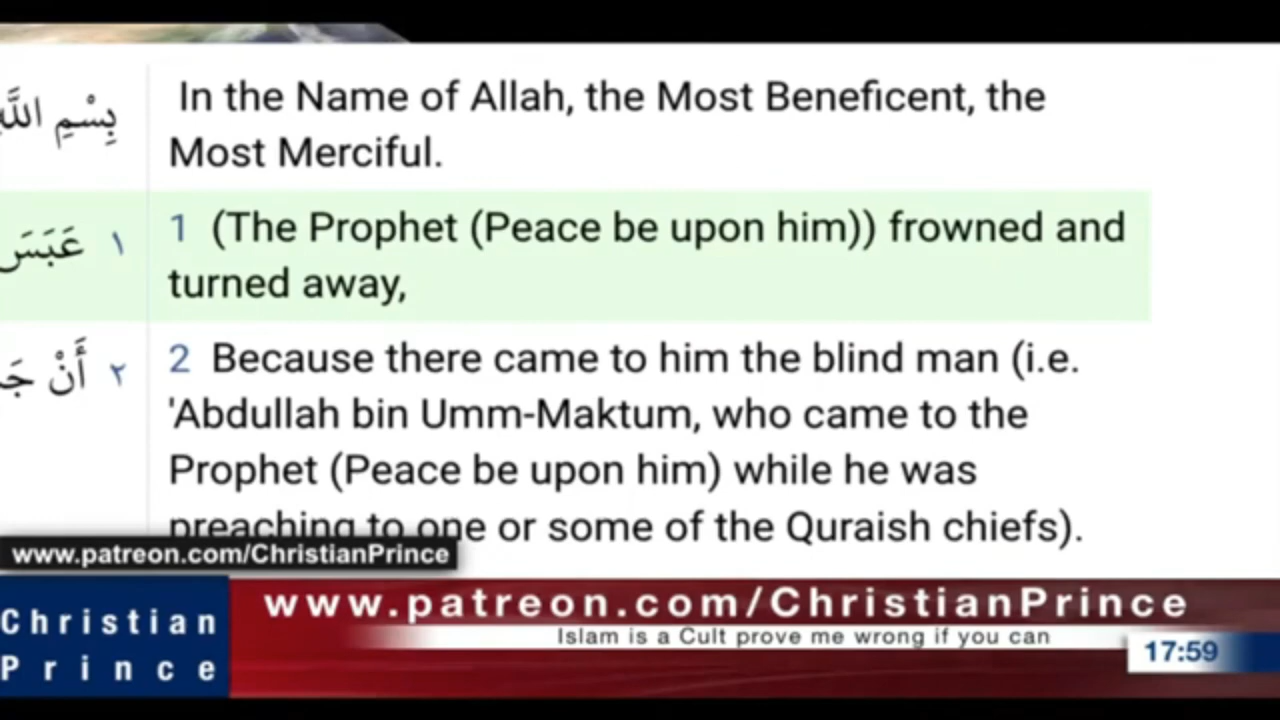 بِسْمِ
In the Name of Allah, the Most Beneficent, the
Most Merciful.
عَبَسَ ١
1 (The Prophet (Peace be upon him)) frowned and
turned away,
أَنْ ٢
2 Because there came to him the blind man (i.e.
'Abdullah bin Umm-Maktum, who came to the
Prophet (Peace be upon him) while he was
preaching to one or some of the Quraish chiefs).
www.patreon.com/ChristianPrince
Christian
Prince
www.patreon.com/ChristianPrince
Islam is a Cult prove me wrong if you can
17:59